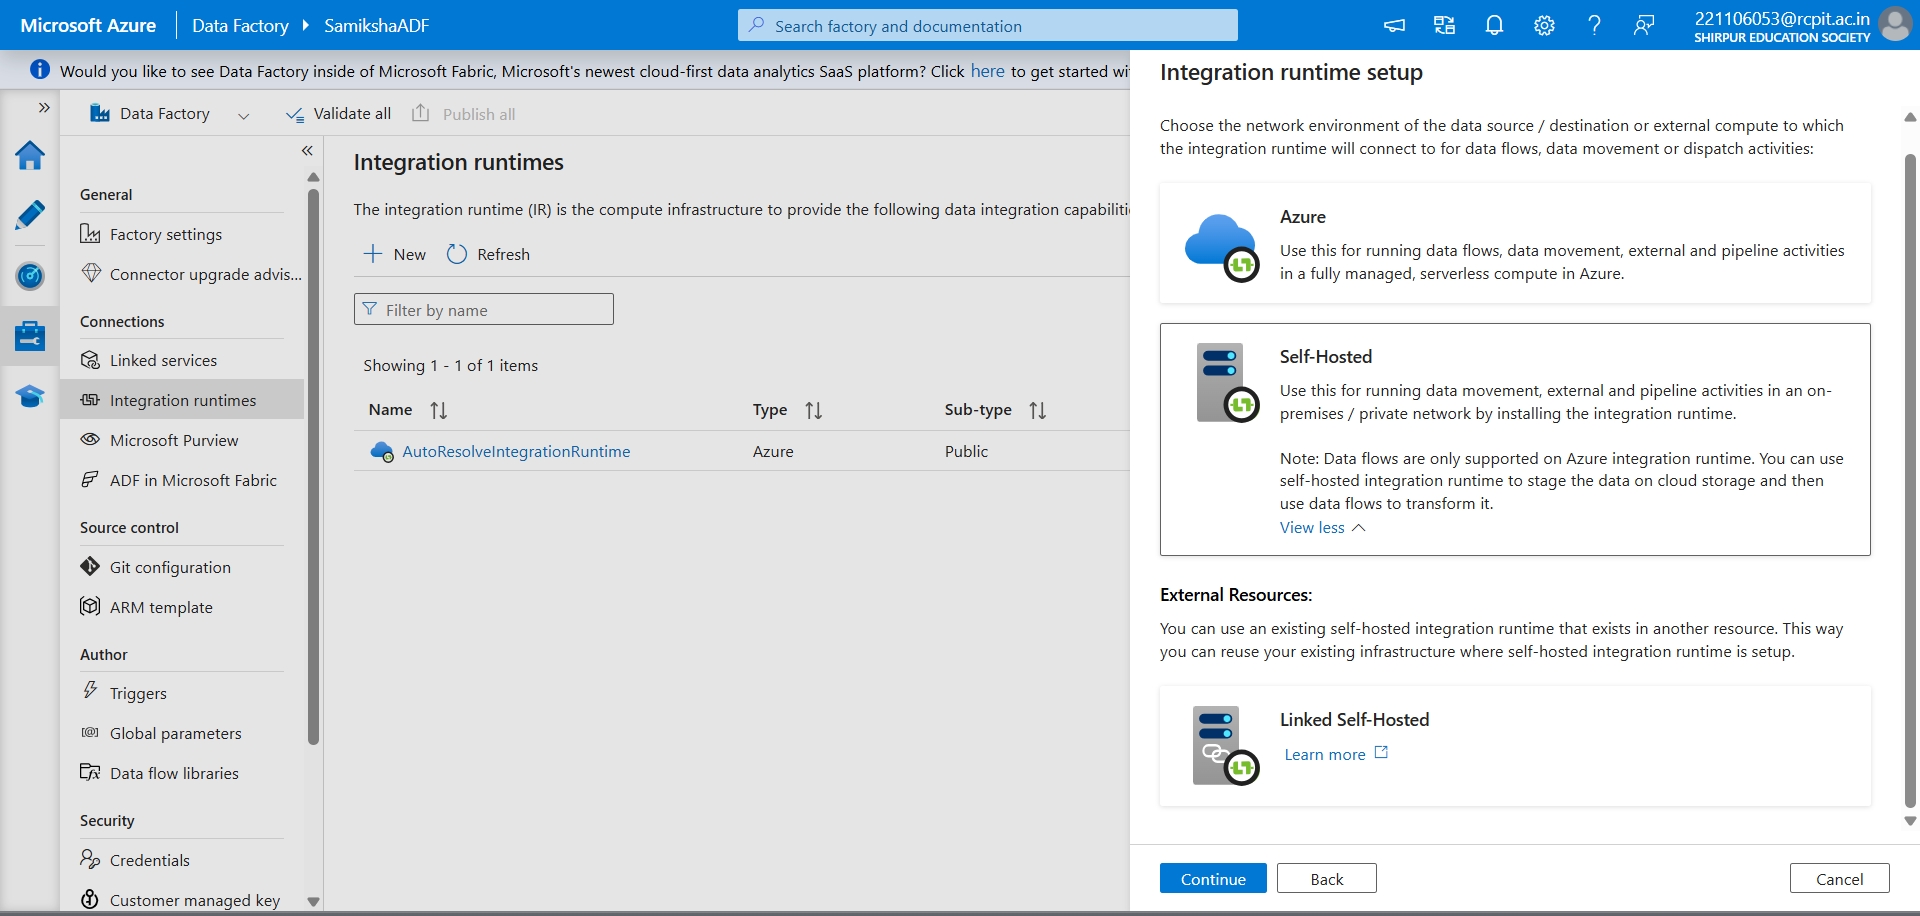 Microsoft Azure
Data Factory
SamikshaADF
Search factory and documentation
221106053@rcpit.ac.in
SHIRPUR EDUCATION SOCIETY
Would you like to see Data Factory inside of Microsoft Fabric, Microsoft's newest cloud-first data analytics SaaS platform? Click here to get started wi
Data Factory
Validate all
Publish all
General
Factory settings
Connector upgrade advis...
Connections
Linked services
Integration runtimes
Microsoft Purview
ADF in Microsoft Fabric
Source control
Git configuration
ARM template
Author
Triggers
Global parameters
Data flow libraries
Security
Credentials
Customer managed key
Integration runtimes
The integration runtime (IR) is the compute infrastructure to provide the following data integration capabiliti
New
Refresh
Filter by name
Showing 1 - 1 of 1 items
Name Type Sub-type
AutoResolveIntegrationRuntime Azure Public
Integration runtime setup
Choose the network environment of the data source / destination or external compute to which
the integration runtime will connect to for data flows, data movement or dispatch activities:
Azure
Use this for running data flows, data movement, external and pipeline activities
in a fully managed, serverless compute in Azure.
Self-Hosted
Use this for running data movement, external and pipeline activities in an on-
premises / private network by installing the integration runtime.
Note: Data flows are only supported on Azure integration runtime. You can use
self-hosted integration runtime to stage the data on cloud storage and then
use data flows to transform it.
View less
External Resources:
You can use an existing self-hosted integration runtime that exists in another resource. This way
you can reuse your existing infrastructure where self-hosted integration runtime is setup.
Linked Self-Hosted
Learn more
Continue
Back
Cancel